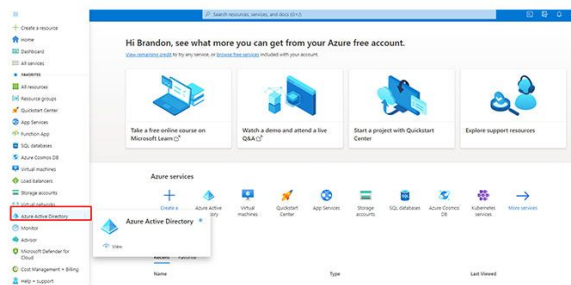 Search resources, services, and docs (G+/)
Create a resource
Home
Dashboard
All services
FAVORITES
All resources
Resource groups
Quickstart Center
App Services
Function App
SQL databases
Azure Cosmos DB
Virtual machines
Load balancers
Storage accounts
Virtual networks
Azure Active Directory
Monitor
Advisor
Microsoft Defender for
Cloud
Cost Management + Billing
Help + support
Hi Brandon, see what more you can get from your Azure free account.
View remaining credit to try any service, or browse free services included with your account.
Take a free online course on
Microsoft Learn
Watch a demo and attend a live
Q&A
Start a project with Quickstart
Center
Explore support resources
Azure services
Create a
Azure Active
Virtual
machines
Quickstart
Center
App Services
Storage
accounts
SQL databases
Azure Cosmos
DB
Kubernetes
services
More services
Azure Active Directory
View
Recent
Favorite
Name
Type
Last Viewed